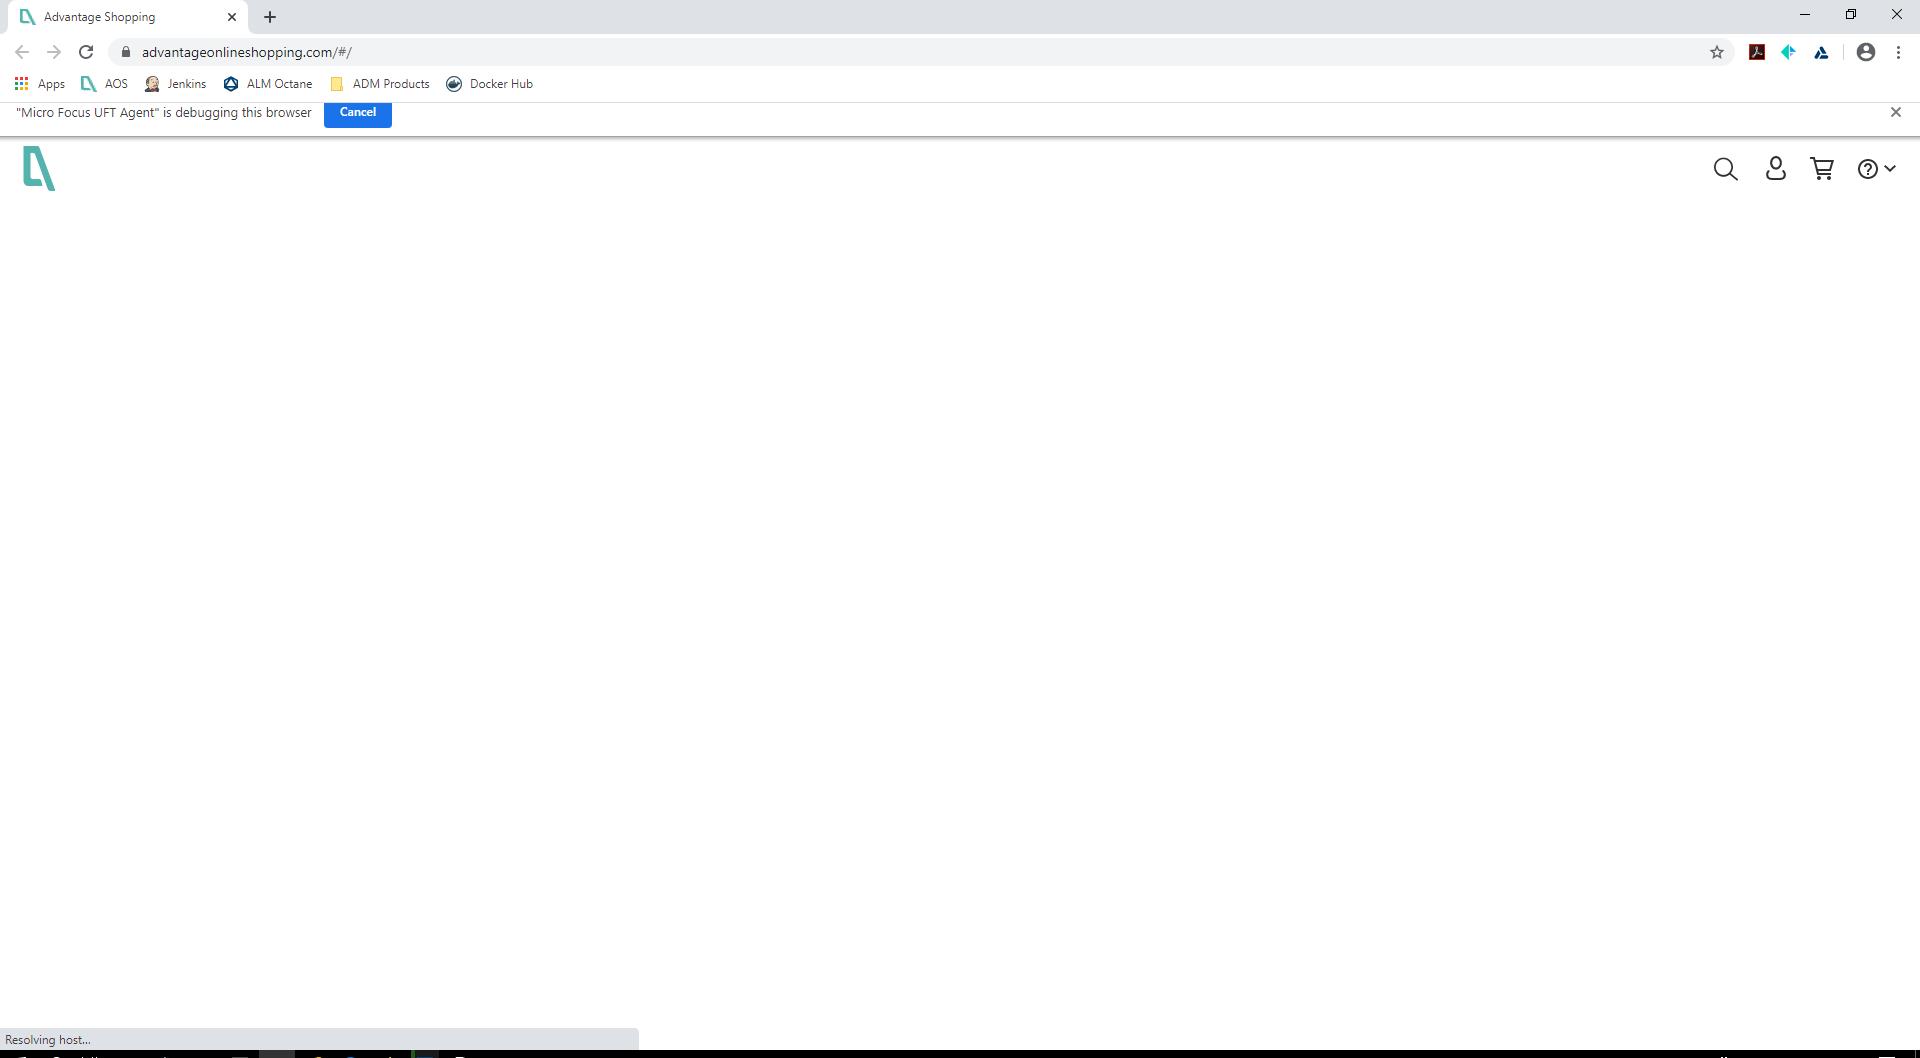 Advantage Shopping
advantageonlineshopping.com/#/
Apps AOS Jenkins ALM Octane ADM Products Docker Hub
"Micro Focus UFT Agent" is debugging this browser Cancel
Resolving host...